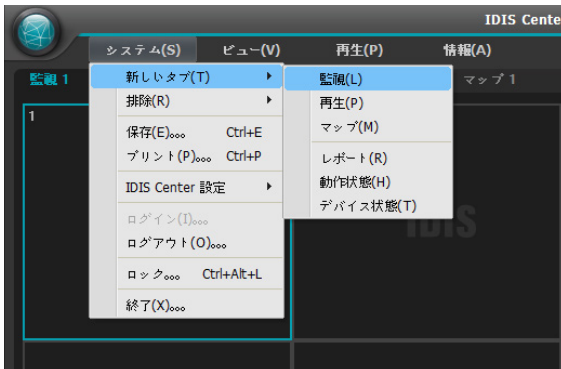 IDIS Cente
システム(S) ビュー(V) 再生(P) 情報(A)
監視 1 マップ 1
新しいタブ(T)
排除(R)
保存(E)... Ctrl+E
プリント(P)... Ctrl+P
IDIS Center 設定
ログイン(I)...
ログアウト(O)...
ロック... Ctrl+Alt+L
終了(X)...
監視(L)
再生(P)
マップ(M)
レポート(R)
動作状態(H)
デバイス状態(T)
1
IDIS